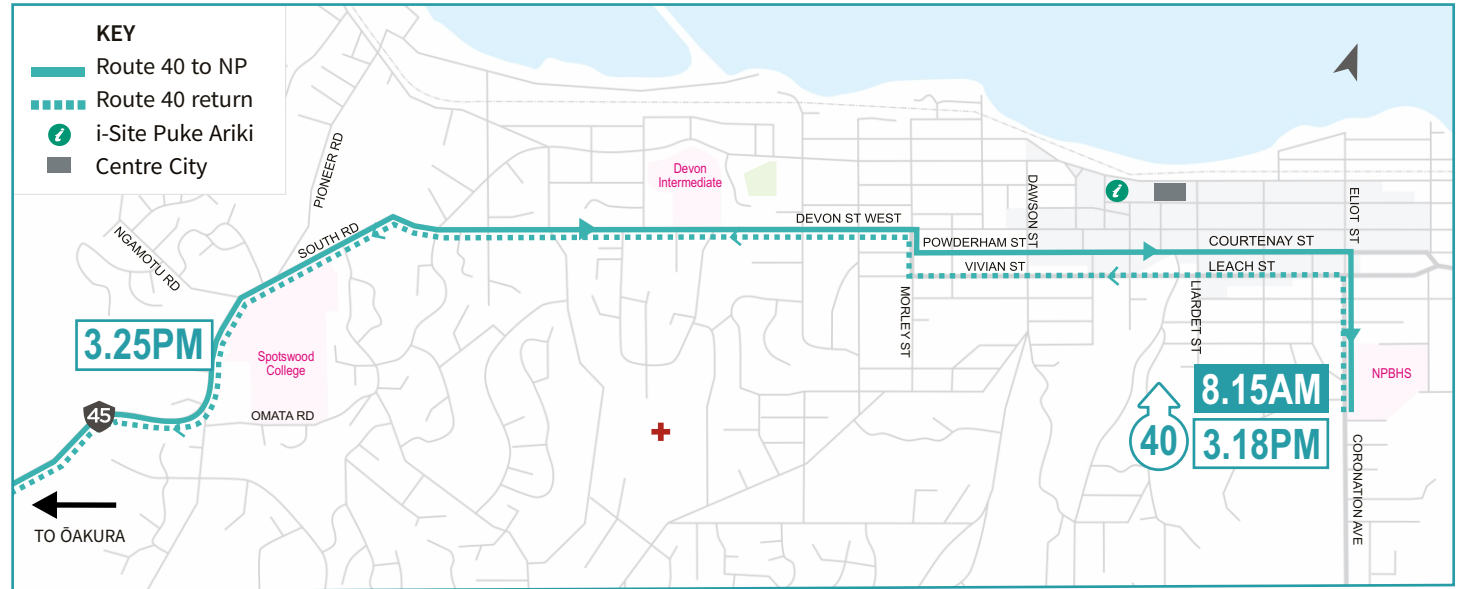 KEY
Route 40 to NP
Route 40 return
i
i-Site Puke Ariki
Centre City
PIONEER RD
NGAMOTU RD
SOUTH RD
Devon
Intermediate
DEVON ST WEST
POWDERHAM ST
VIVIAN ST
MORLEY ST
DAWSON ST
i
COURTENAY ST
LEACH ST
LIARDET ST
ELIOT ST
3.25PM
Spotswood
College
OMATA RD
45
TO ŌAKURA
40
8.15AM
3.18PM
NPBHS
CORONATION AVE